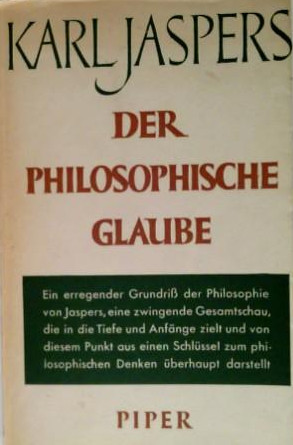 KARL JASPERS
DER
PHILOSOPHISCHE
GLAUBE
Ein erregender Grundriß der Philosophie
von Jaspers, eine zwingende Gesamtschau,
die in die Tiefe und Anfänge zielt und von
diesem Punkt aus einen Schlüssel zum phi-
losophischen Denken überhaupt darstellt
PIPER